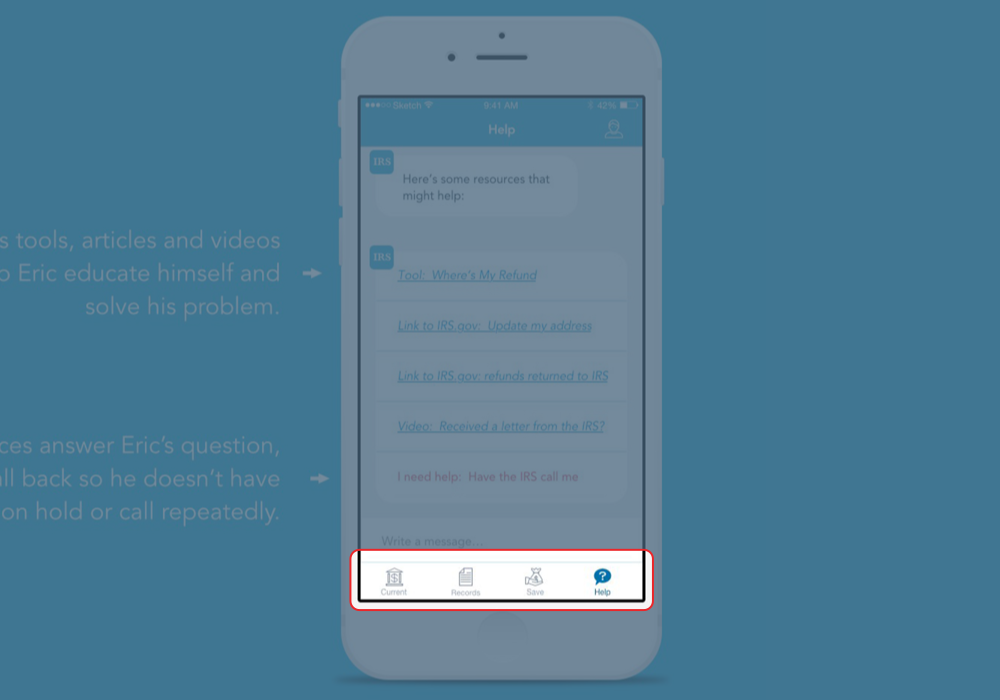 ●●●○○ Sketch
9:41 AM
42%
Help
IRS
Here's some resources that
might help:
s tools, articles and videos
o Eric educate himself and
solve his problem.
IRS
Tool: Where's My Refund
Link to IRS.gov: Update my address
Link to IRS.gov: refunds returned to IRS
Video: Received a letter from the IRS?
I need help: Have the IRS call me
ces answer Eric's question,
all back so he doesn't have
on hold or call repeatedly.
Write a message...
Current
Records
Save
Help